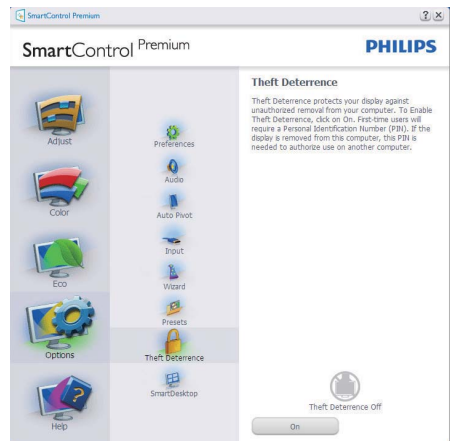 SmartControl Premium
? ×
SmartControl Premium
PHILIPS
Adjust
Color
Eco
Options
Help
Preferences
Audio
Auto Pivot
Input
Wizard
Presets
Theft Deterrence
SmartDesktop
Theft Deterrence
Theft Deterrence protects your display against
unauthorized removal from your computer. To Enable
Theft Deterrence, click on On. First-time users will
require a Personal Identification Number (PIN). If the
display is removed from this computer, this PIN is
needed to authorize use on another computer.
Theft Deterrence Off
On